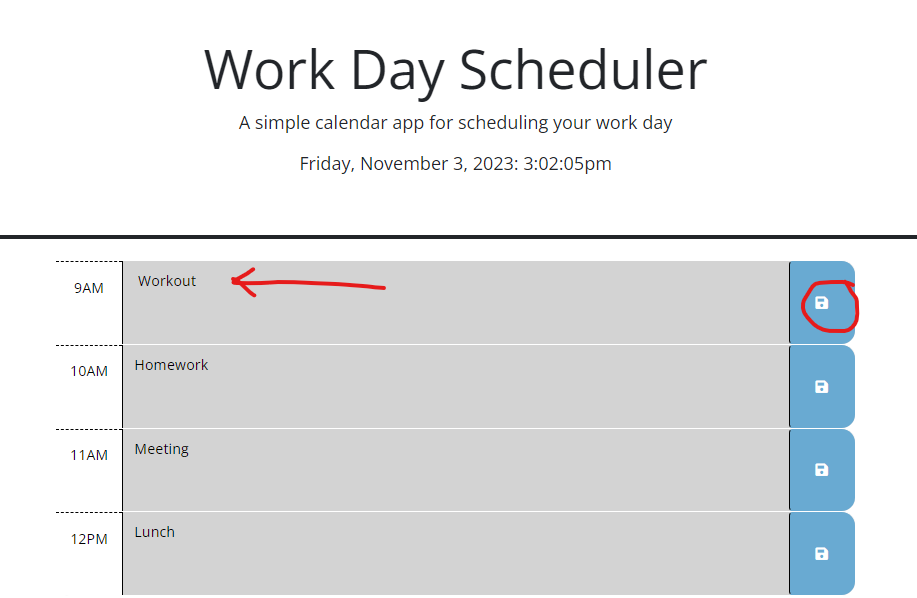 Work Day Scheduler
A simple calendar app for scheduling your work day
Friday, November 3, 2023: 3:02:05pm
9AM Workout
10AM Homework
11AM Meeting
12PM Lunch